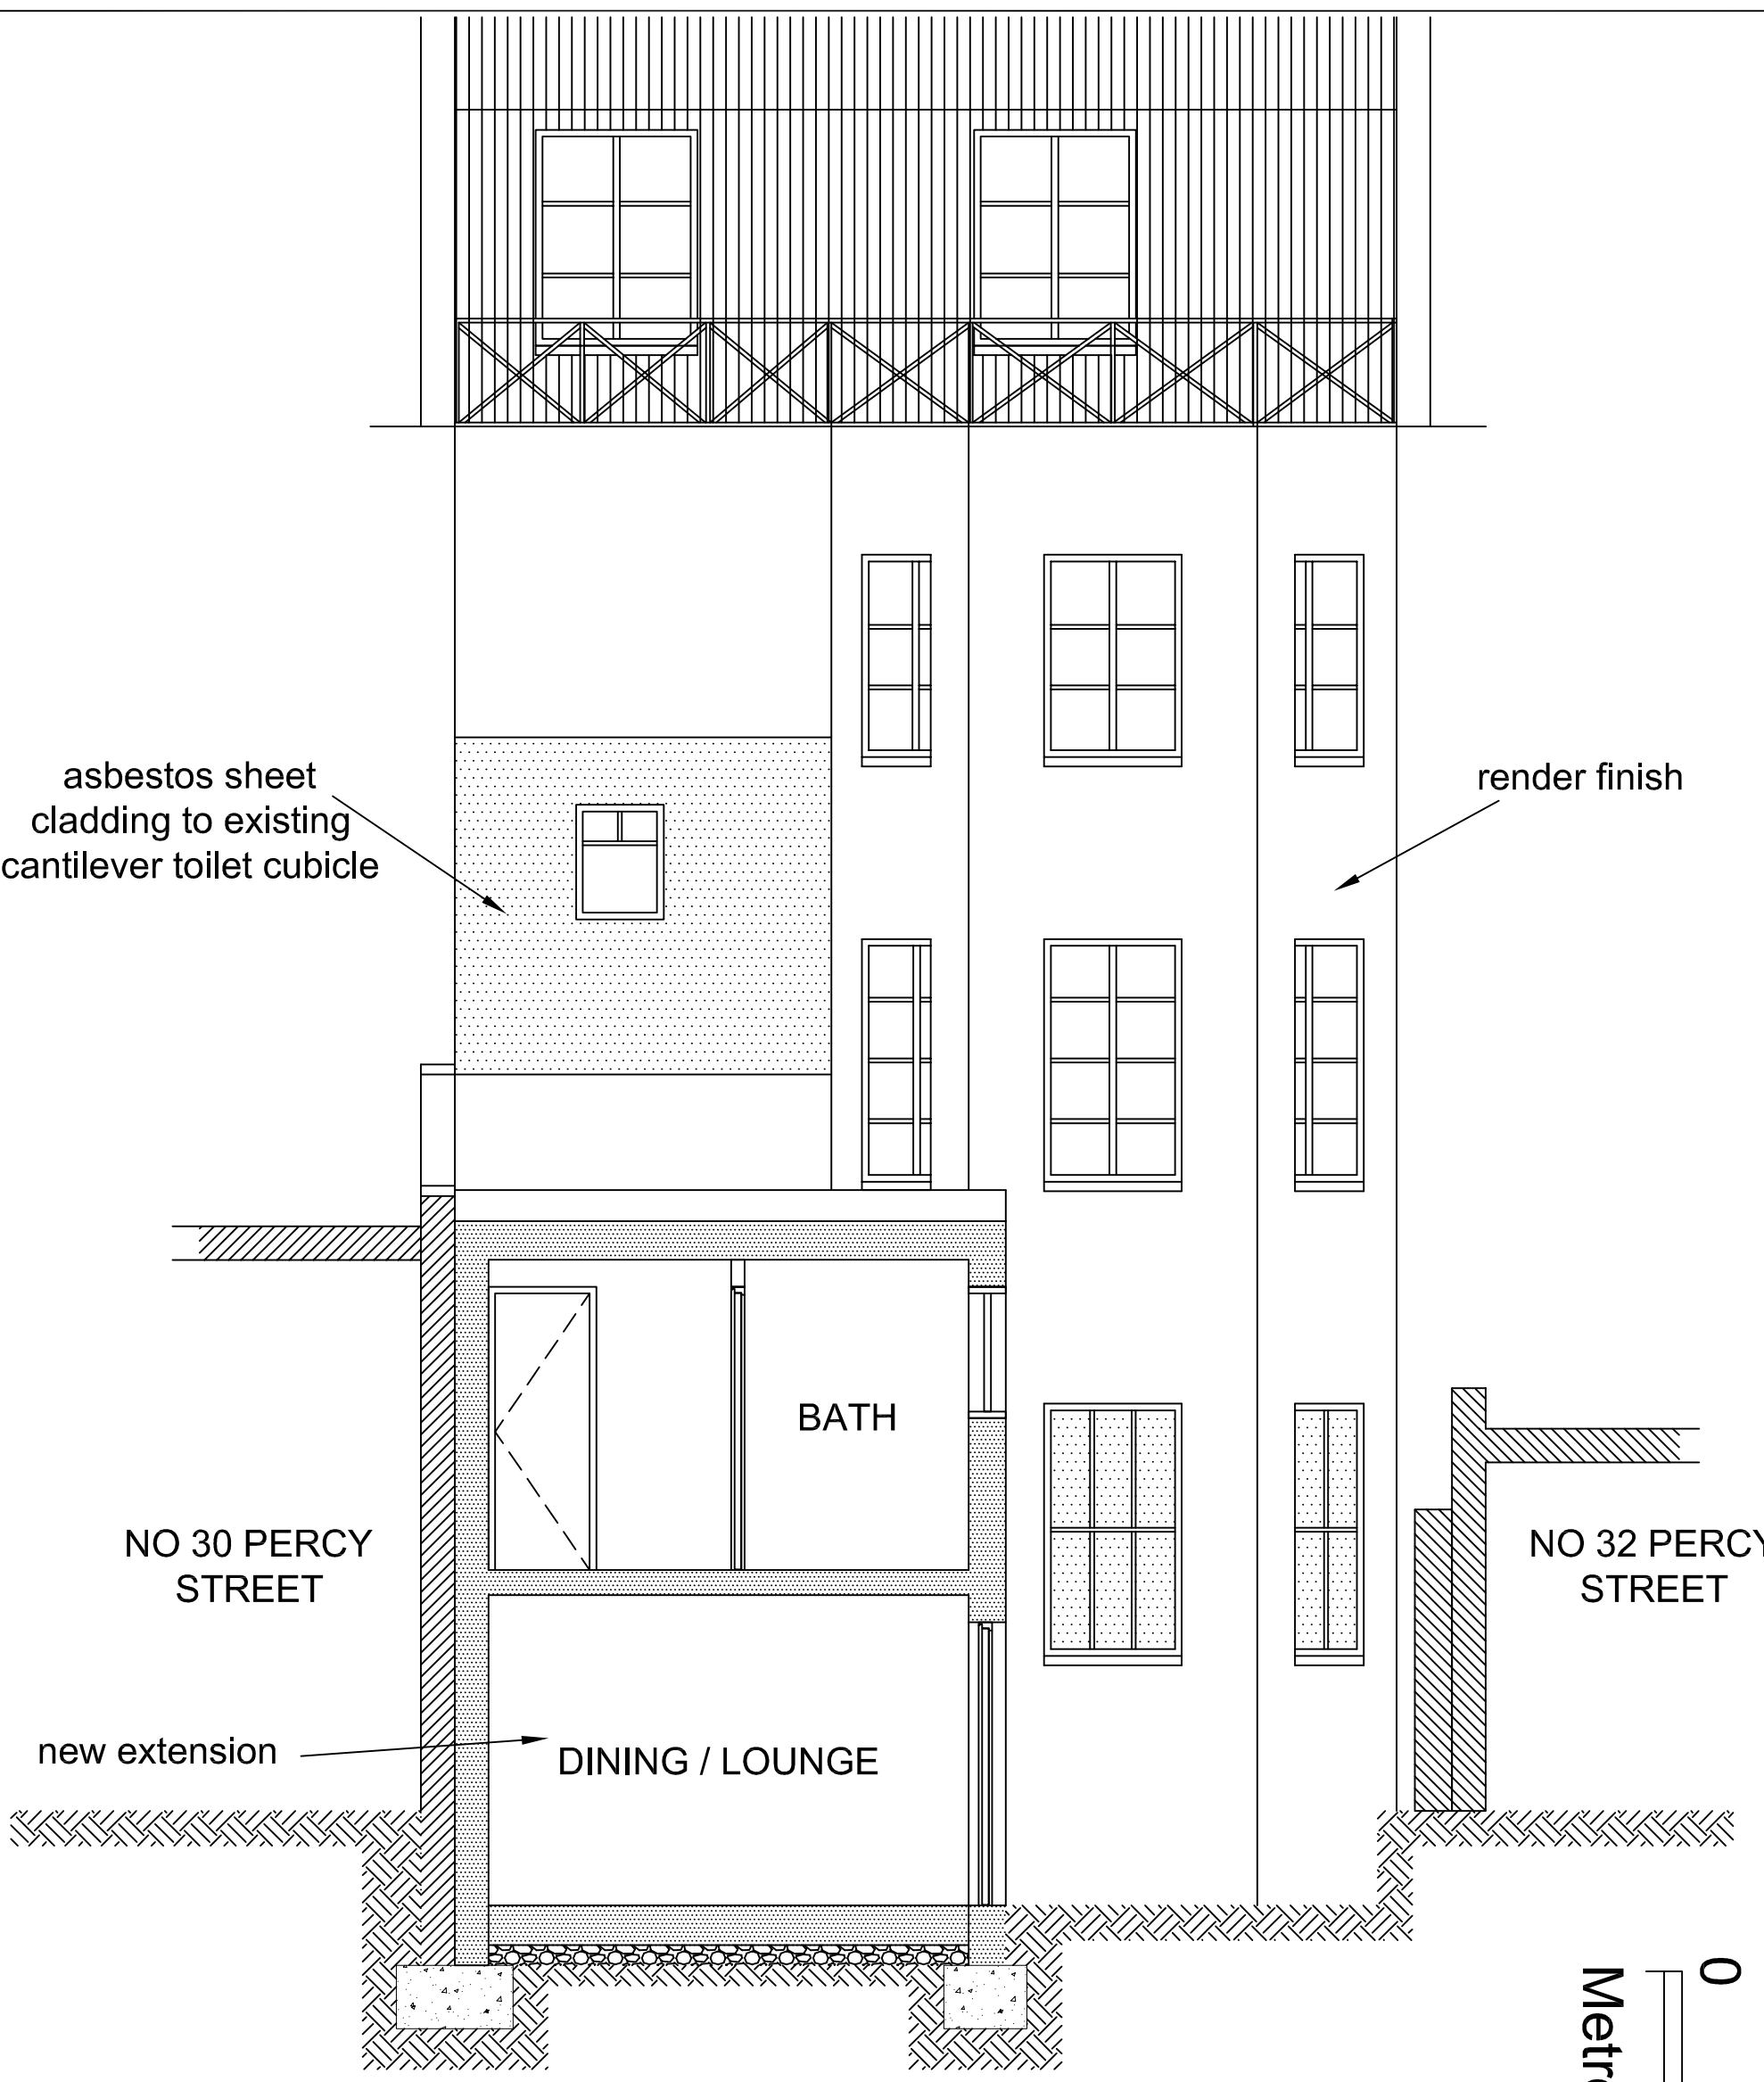 asbestos sheet
cladding to existing
cantilever toilet cubicle
render finish
BATH
NO 30 PERCY
STREET
NO 32 PERCY
STREET
new extension
DINING / LOUNGE
0